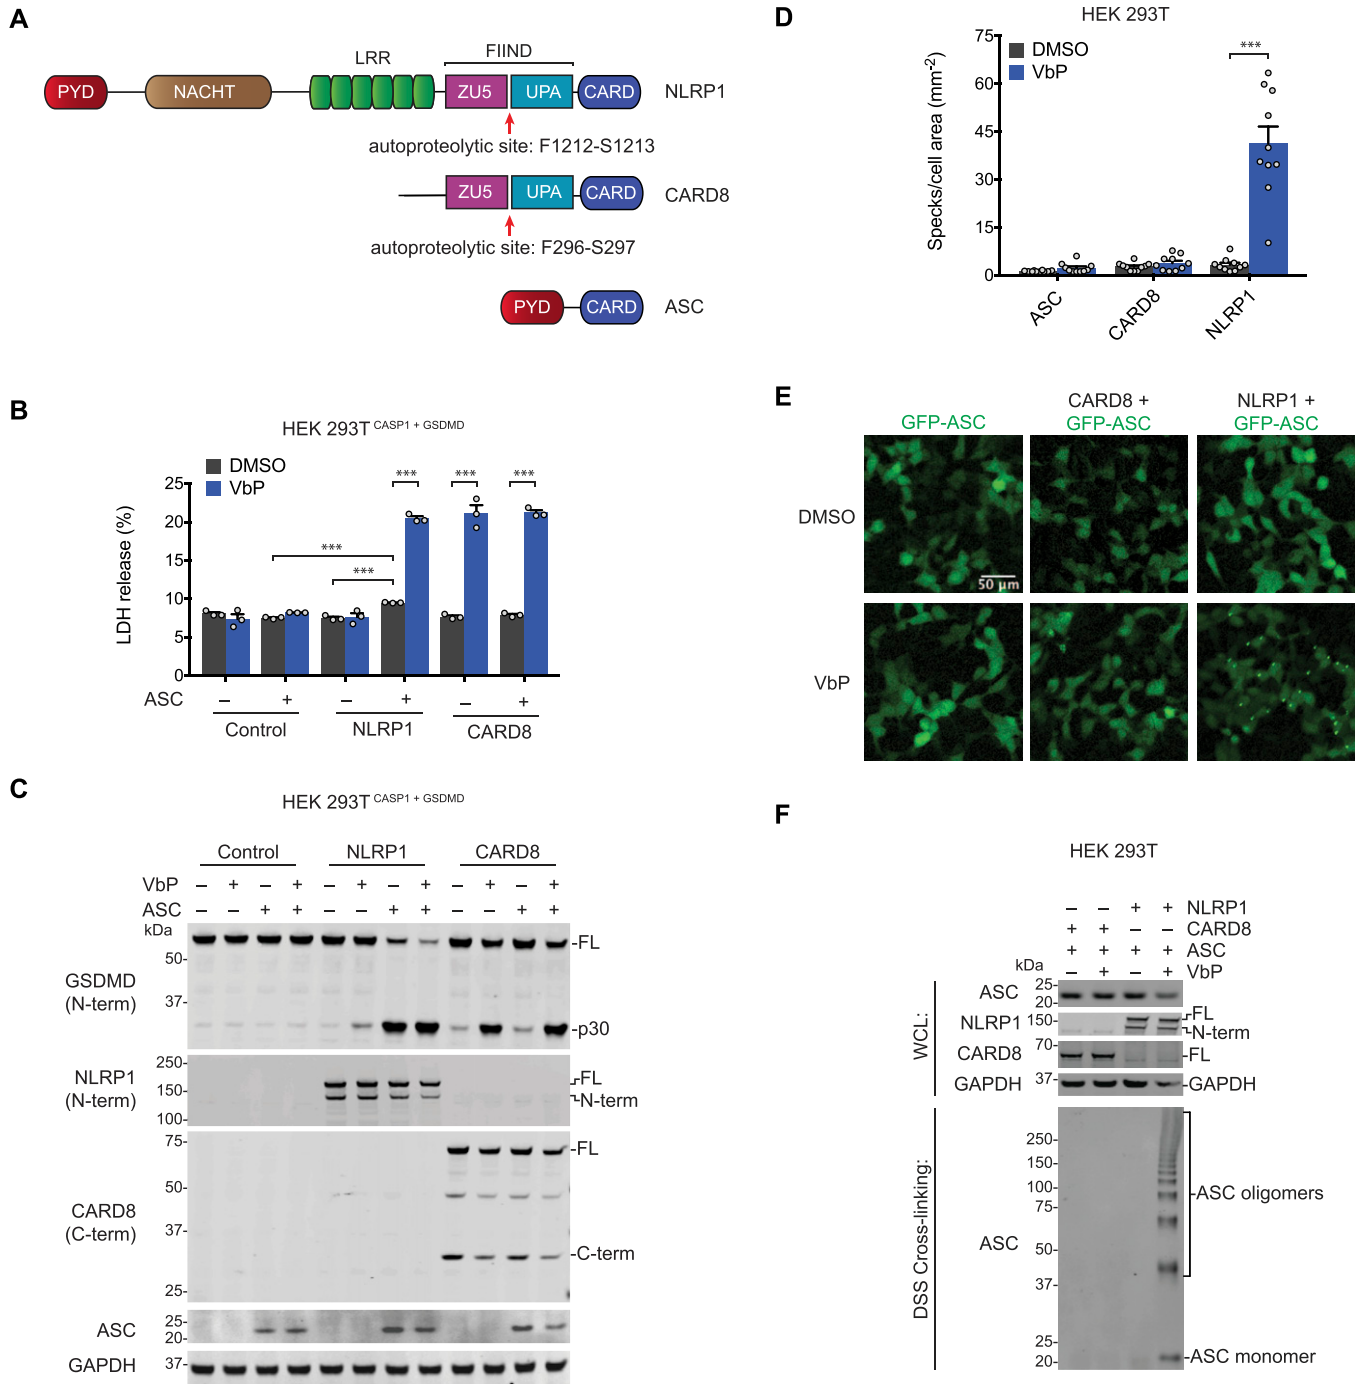 A
LRR
FIIND
PYD NACHT ZU5 UPA CARD NLRP1
autoproteolytic site: F1212-S1213
ZU5 UPA CARD CARD8
autoproteolytic site: F296-S297
PYD CARD ASC
B
HEK 293T CASP1 + GSDMD
DMSO
VbP
LDH release (%)
25
20
15
10
5
0
*** *** ***
***
***
ASC – + – + – +
Control NLRP1 CARD8
C
HEK 293T CASP1 + GSDMD
Control NLRP1 CARD8
VbP – + – + – + – + – + – +
ASC – – + + – – + + – – + +
kDa
50-
37-
GSDMD
(N-term)
-FL
-p30
250-
150-
100-
NLRP1
(N-term)
FL
N-term
75-
50-
37-
25-
CARD8
(C-term)
-FL
-C-term
ASC
25-
20-
GAPDH 37-
D
HEK 293T
DMSO
VbP
***
Specks/cell area (mm-2)
75
60
45
30
15
0
ASC CARD8 NLRP1
E
GFP-ASC
CARD8 +
GFP-ASC
NLRP1 +
GFP-ASC
DMSO
50 μm
VbP
F
HEK 293T
– – + + NLRP1
+ + – – CARD8
+ + + + ASC
– + – + VbP
kDa
WCL:
ASC 25-
20-
NLRP1 150-
FL
N-term
CARD8 70-
-FL
GAPDH 37- -GAPDH
DSS Cross-linking:
ASC
250-
150-
100-
75-
50-
37-
25-
20-
-ASC oligomers
-ASC monomer